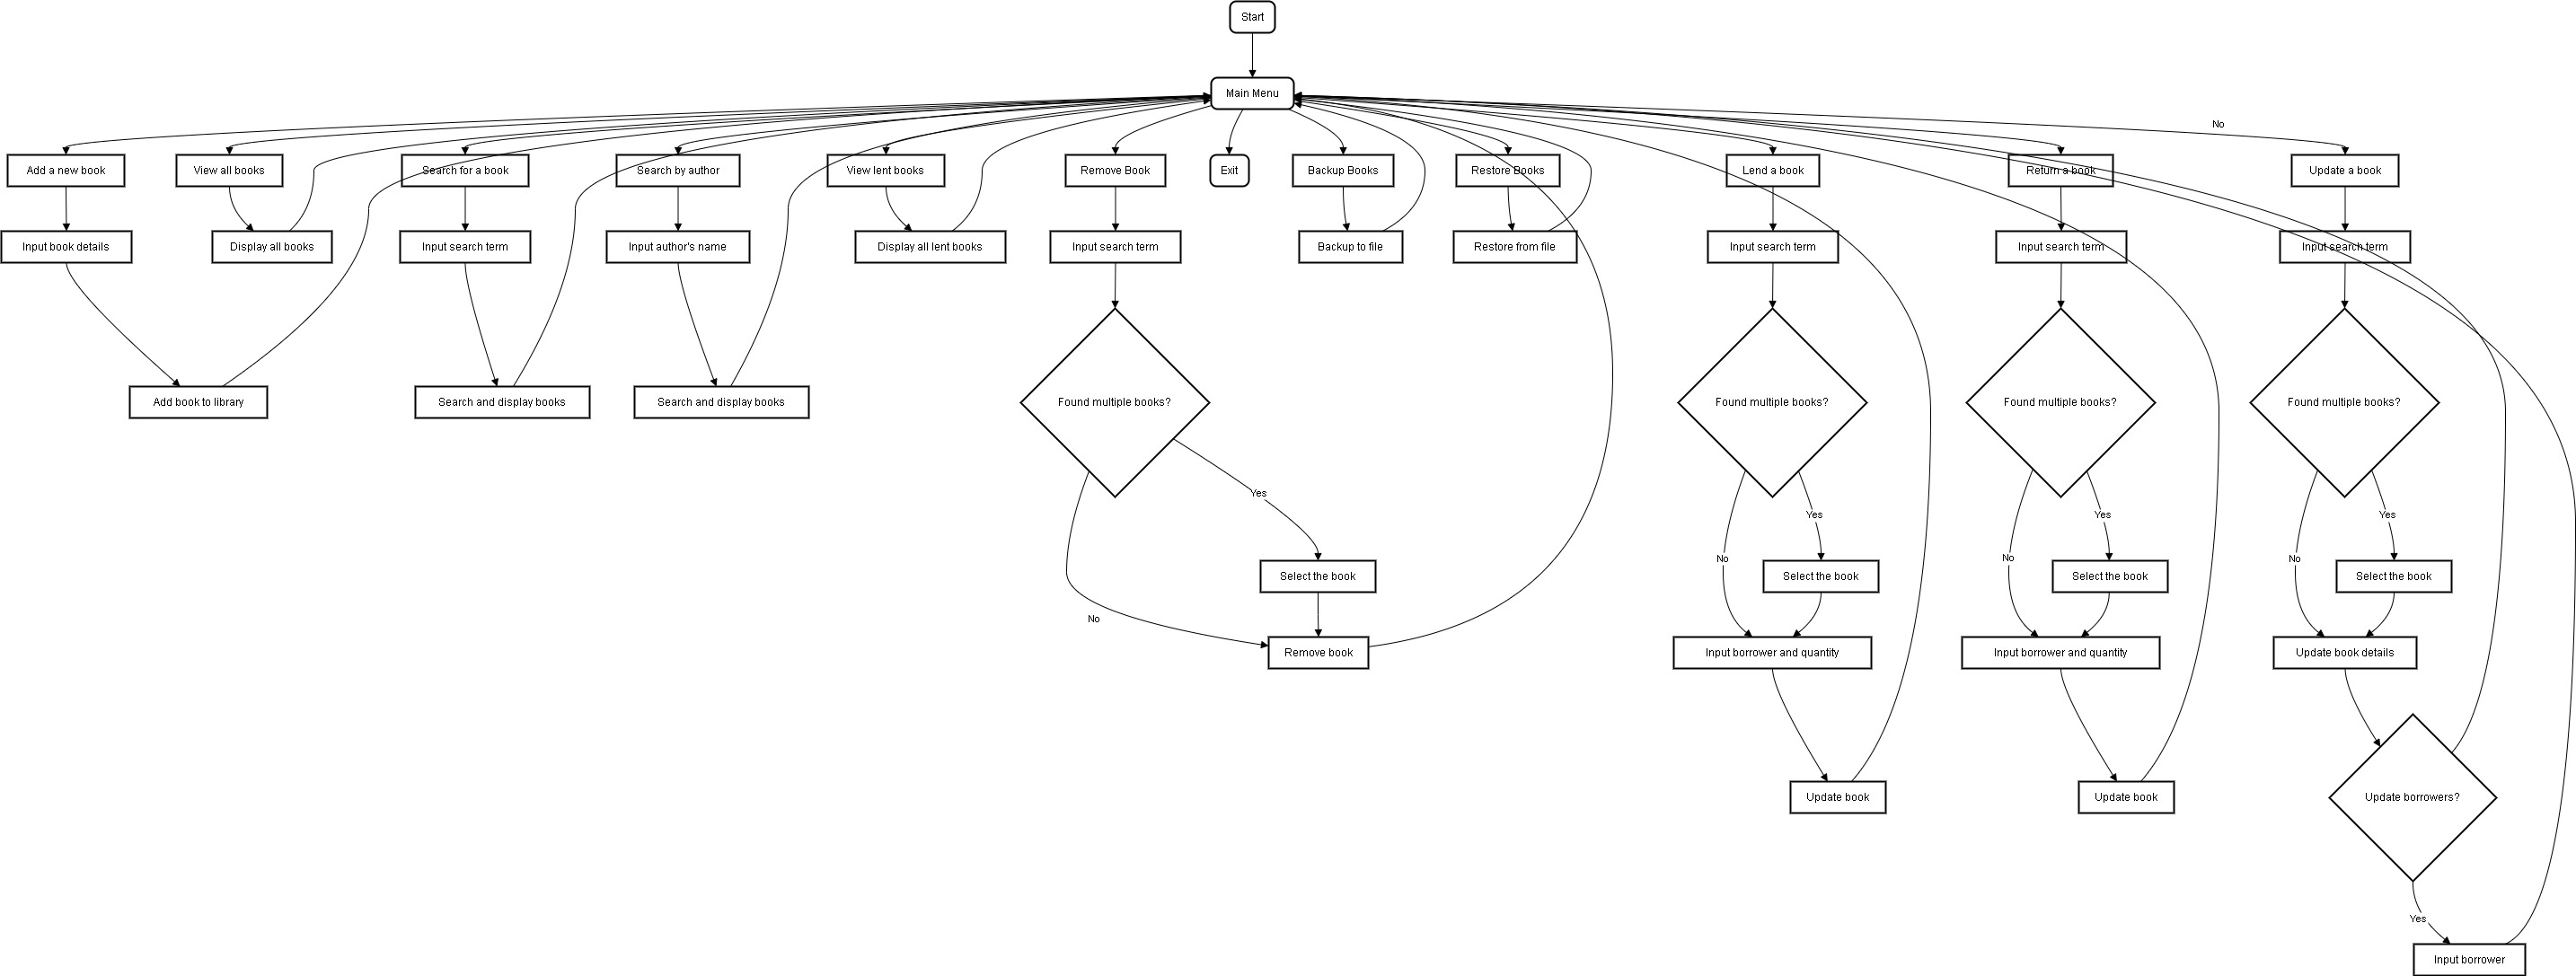 Start
Main Menu
No
Add a new book
View all books
Search for a book
Search by author
View lent books
Remove Book
Exit
Backup Books
Restore Books
Lend a book
Return a book
Update a book
Input book details
Display all books
Input search term
Input author's name
Display all lent books
Input search term
Backup to file
Restore from file
Input search term
Input search term
Input search term
Add book to library
Search and display books
Search and display books
Found multiple books?
Found multiple books?
Found multiple books?
Found multiple books?
Yes
Yes
Yes
Yes
No
No
No
Select the book
Select the book
Select the book
Select the book
No
Remove book
Input borrower and quantity
Input borrower and quantity
Update book details
Update book
Update book
Update borrowers?
Yes
Input borrower